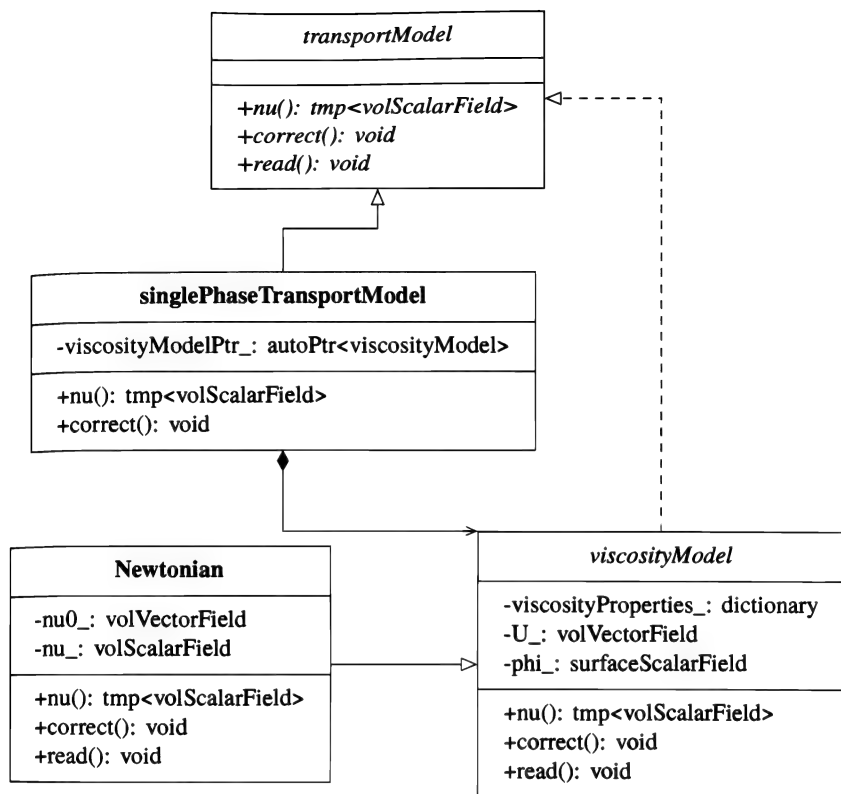 transportModel
+nu(): tmp<volScalarField>
+correct(): void
+read(): void
singlePhaseTransportModel
-viscosityModelPtr_: autoPtr<viscosityModel>
+nu(): tmp<volScalarField>
+correct(): void
Newtonian
-nu0_: volVectorField
-nu_: volScalarField
+nu(): tmp<volScalarField>
+correct(): void
+read(): void
viscosityModel
-viscosityProperties_: dictionary
-U_: volVectorField
-phi_: surfaceScalarField
+nu(): tmp<volScalarField>
+correct(): void
+read(): void